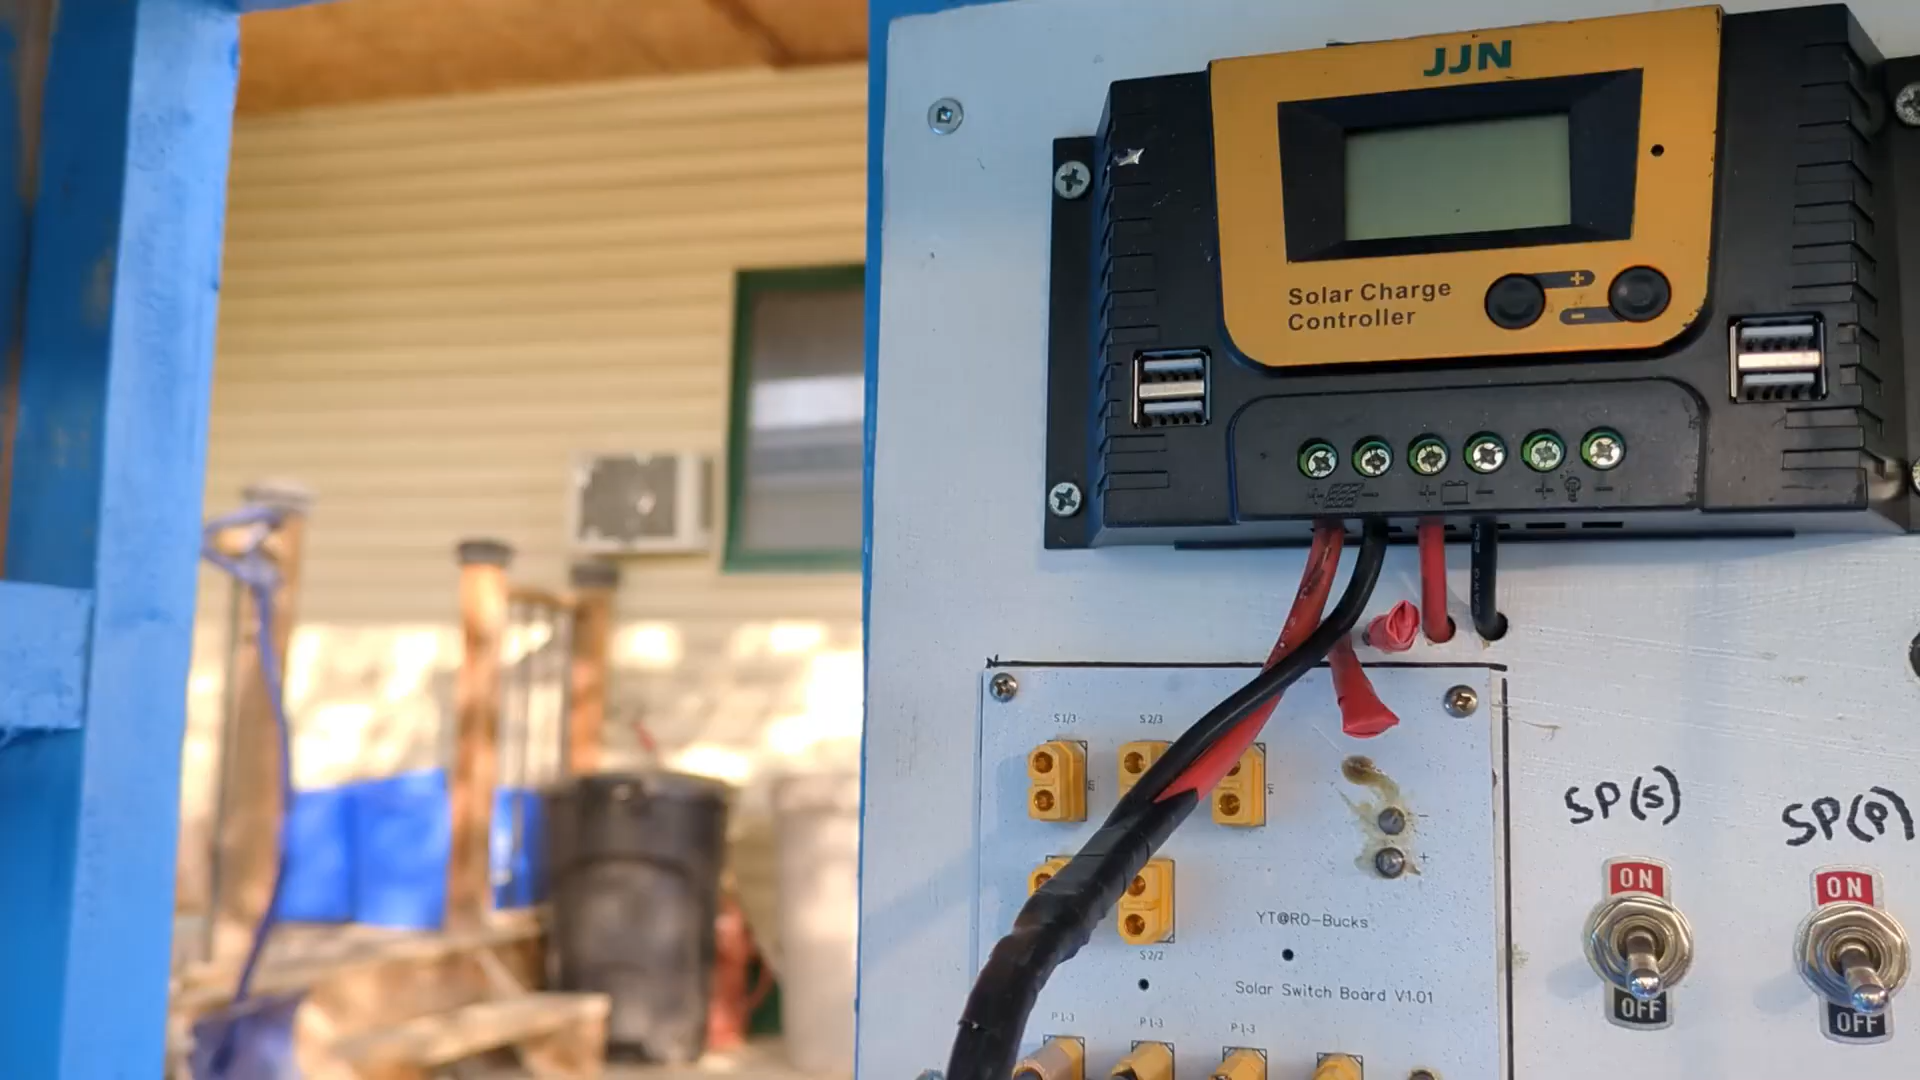 JJN
Solar Charge
Controller
+
-
S1/3
S2/3
SP(S)
SP(P)
ON
ON
YT@RO-Bucks
S2/2
Solar Switch Board V1.01
OFF
OFF
P1-3
P1-3
P1-3